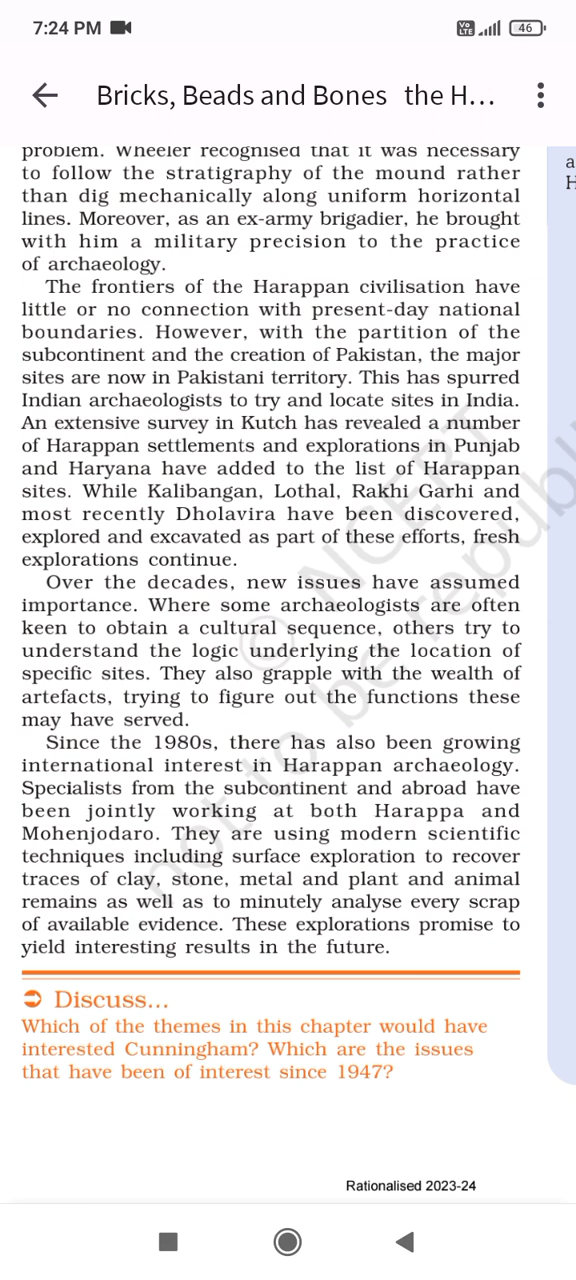 7:24 PM
Vo LTE 46
Bricks, Beads and Bones the H...
problem. Wheeler recognised that it was necessary
to follow the stratigraphy of the mound rather
than dig mechanically along uniform horizontal
lines. Moreover, as an ex-army brigadier, he brought
with him a military precision to the practice
of archaeology.
The frontiers of the Harappan civilisation have
little or no connection with present-day national
boundaries. However, with the partition of the
subcontinent and the creation of Pakistan, the major
sites are now in Pakistani territory. This has spurred
Indian archaeologists to try and locate sites in India.
An extensive survey in Kutch has revealed a number
of Harappan settlements and explorations in Punjab
and Haryana have added to the list of Harappan
sites. While Kalibangan, Lothal, Rakhi Garhi and
most recently Dholavira have been discovered,
explored and excavated as part of these efforts, fresh
explorations continue.
Over the decades, new issues have assumed
importance. Where some archaeologists are often
keen to obtain a cultural sequence, others try to
understand the logic underlying the location of
specific sites. They also grapple with the wealth of
artefacts, trying to figure out the functions these
may have served.
Since the 1980s, there has also been growing
international interest in Harappan archaeology.
Specialists from the subcontinent and abroad have
been jointly working at both Harappa and
Mohenjodaro. They are using modern scientific
techniques including surface exploration to recover
traces of clay, stone, metal and plant and animal
remains as well as to minutely analyse every scrap
of available evidence. These explorations promise to
yield interesting results in the future.
Discuss...
Which of the themes in this chapter would have
interested Cunningham? Which are the issues
that have been of interest since 1947?
Rationalised 2023-24
© NCERT
not to be republi
a
H